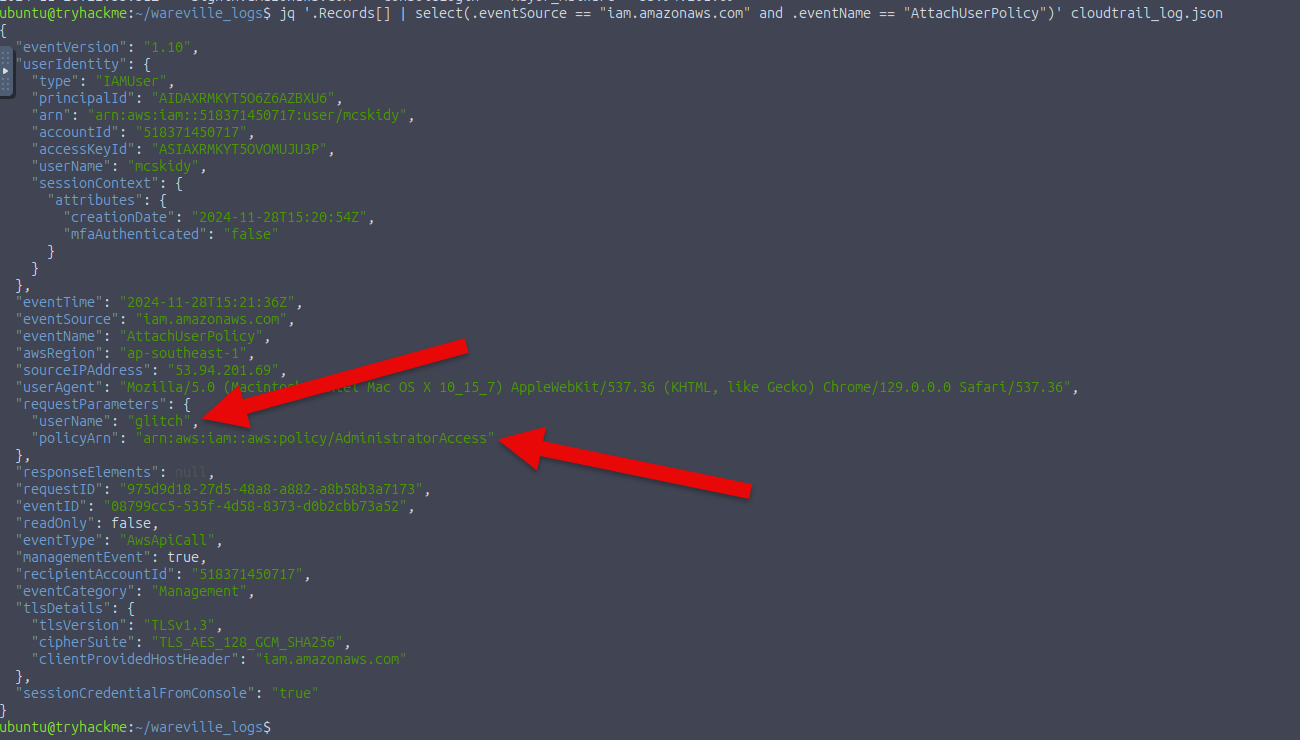 ubuntu@tryhackme:~/wareville_logs$ jq '.Records[] | select(.eventSource == "iam.amazonaws.com" and .eventName == "AttachUserPolicy")' cloudtrail_log.json
{
"eventVersion": "1.10",
"userIdentity": {
"type": "IAMUser",
"principalId": "AIDAXRMKYT5O6Z6AZBXU6",
"arn": "arn:aws:iam::518371450717:user/mcskidy",
"accountId": "518371450717",
"accessKeyId": "ASIAXRMKYT5OVOMUJU3P",
"userName": "mcskidy",
"sessionContext": {
"attributes": {
"creationDate": "2024-11-28T15:20:54Z",
"mfaAuthenticated": "false"
}
}
},
"eventTime": "2024-11-28T15:21:36Z",
"eventSource": "iam.amazonaws.com",
"eventName": "AttachUserPolicy",
"awsRegion": "ap-southeast-1",
"sourceIPAddress": "53.94.201.69",
"userAgent": "Mozilla/5.0 Mac OS X 10_15_7) AppleWebKit/537.36 (KHTML, like Gecko) Chrome/129.0.0.0 Safari/537.36",
"requestParameters": {
"userName": "glitch",
"policyArn": "arn:aws:iam::aws:policy/AdministratorAccess"
},
"responseElements": null,
"requestID": "975d9d18-27d5-48a8-a882-a8b58b3a7173",
"eventID": "08799cc5-535f-4d58-8373-d0b2cbb73a52",
"readOnly": false,
"eventType": "AwsApiCall",
"managementEvent": true,
"recipientAccountId": "518371450717",
"eventCategory": "Management",
"tlsDetails": {
"tlsVersion": "TLSv1.3",
"cipherSuite": "TLS_AES_128_GCM_SHA256",
"clientProvidedHostHeader": "iam.amazonaws.com"
},
"sessionCredentialFromConsole": "true"
}
ubuntu@tryhackme:~/wareville_logs$